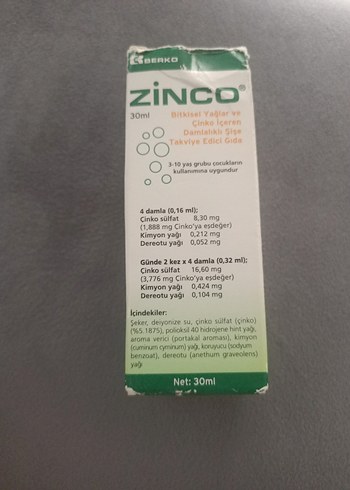 BERKO
ZİNCO®
30ml
Bitkisel Yağlar ve
Çinko İçeren
Damlalıklı Şişe
Takviye Edici Gıda
3-10 yaş grubu çocukların
kullanımına uygundur
4 damla (0,16 ml);
Çinko sülfat 8,30 mg
(1,888 mg Çinko'ya eşdeğer)
Kimyon yağı 0,212 mg
Dereotu yağı 0,052 mg
Günde 2 kez x 4 damla (0,32 ml);
Çinko sülfat 16,60 mg
(3,776 mg Çinko'ya eşdeğer)
Kimyon yağı 0,424 mg
Dereotu yağı 0,104 mg
İçindekiler:
Şeker, deiyonize su, çinko sülfat (çinko)
(%5.1875), polioksil 40 hidrojene hint yağı,
aroma verici (portakal aroması), kimyon
(cuminum cyminum) yağı, koruyucu (sodyum
benzoat), dereotu (anethum graveolens)
yağı
Net: 30ml